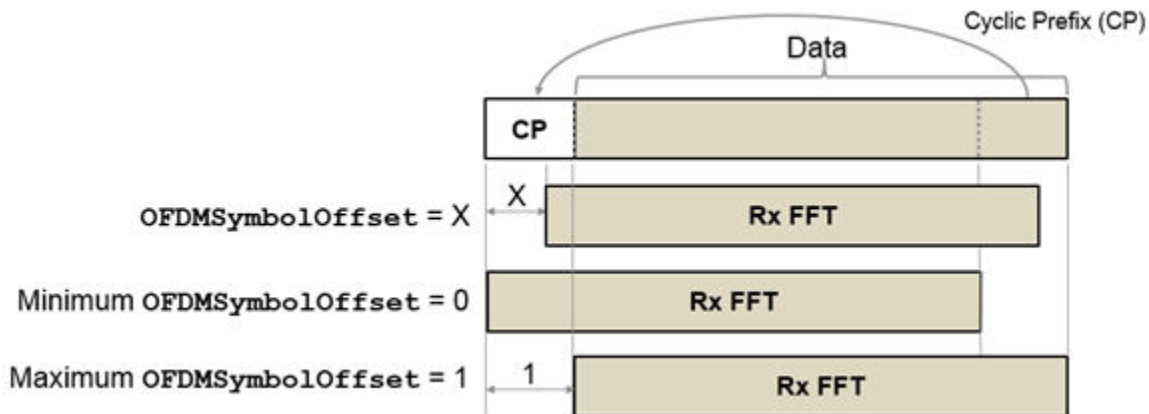 Cyclic Prefix (CP)
Data
CP
X
OFDMSymbolOffset = X
Rx FFT
Minimum OFDMSymbolOffset = 0
Rx FFT
Maximum OFDMSymbolOffset = 1
1
Rx FFT